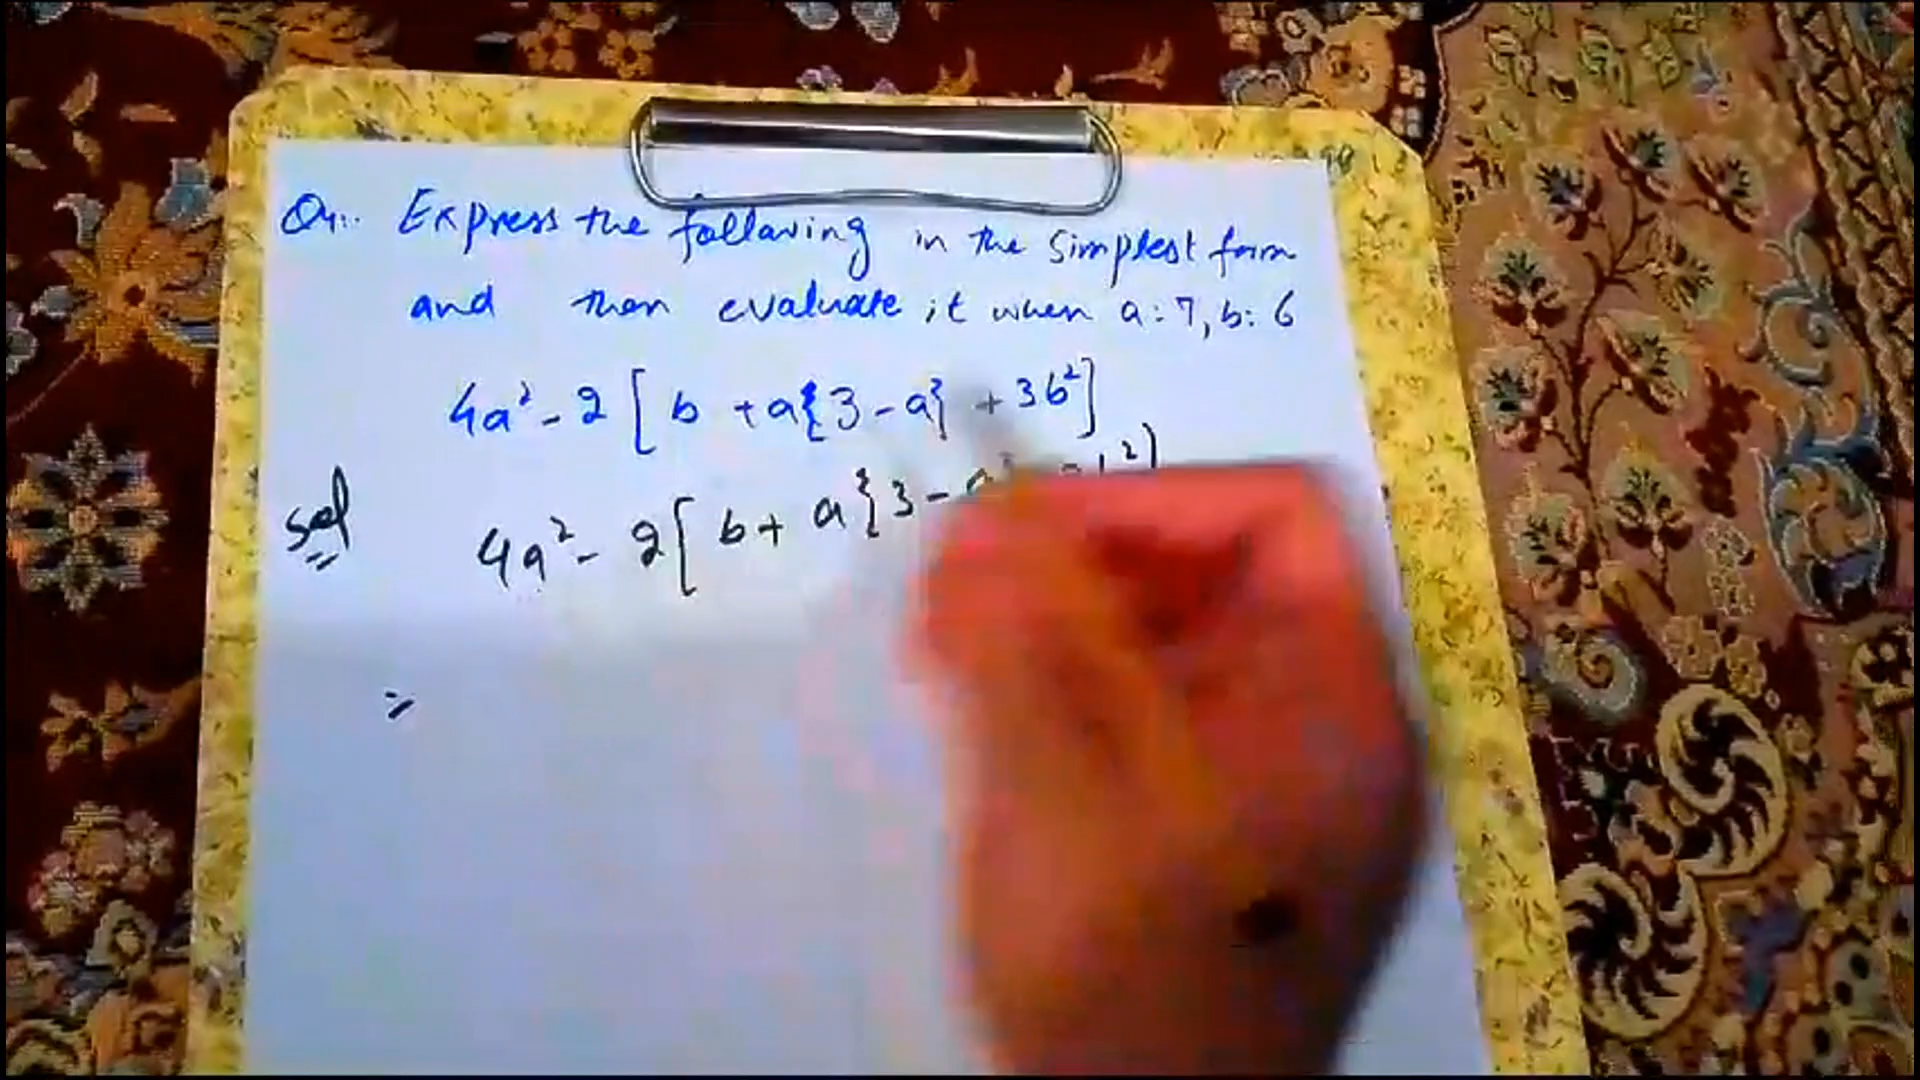 Q1:. Express the following in the simplest form
and then evaluate it when a:7, b: 6
4a² - 2 [ b + a{3 - a} + 3b²]
Sol 4a² - 2[ b + a{3 -
=